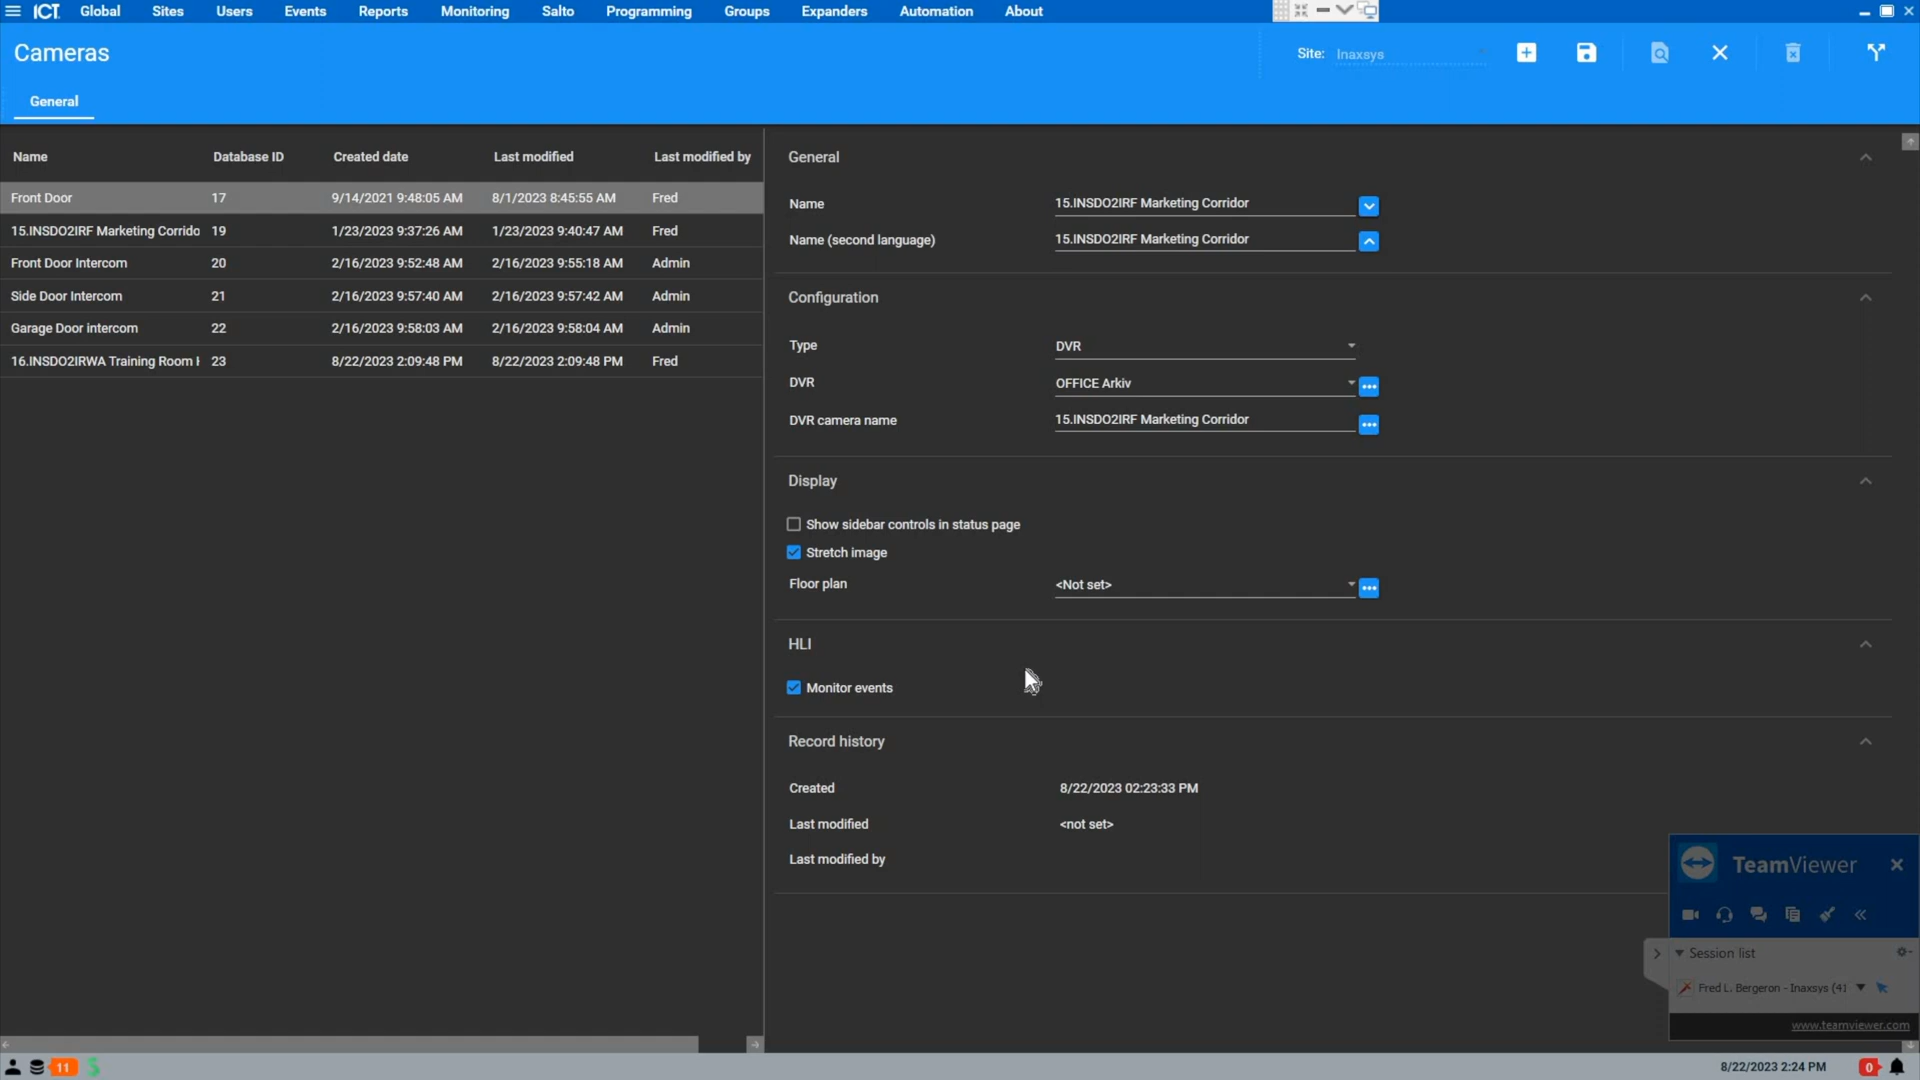 ICT Global Sites Users Events Reports Monitoring Salto Programming Groups Expanders Automation About
Cameras
Site: Inaxsys
General
Name Database ID Created date Last modified Last modified by
Front Door 17 9/14/2021 9:48:05 AM 8/1/2023 8:45:55 AM Fred
15.INSDO2IRF Marketing Corrido 19 1/23/2023 9:37:26 AM 1/23/2023 9:40:47 AM Fred
Front Door Intercom 20 2/16/2023 9:52:48 AM 2/16/2023 9:55:18 AM Admin
Side Door Intercom 21 2/16/2023 9:57:40 AM 2/16/2023 9:57:42 AM Admin
Garage Door intercom 22 2/16/2023 9:58:03 AM 2/16/2023 9:58:04 AM Admin
16.INSDO2IRWA Training Room 23 8/22/2023 2:09:48 PM 8/22/2023 2:09:48 PM Fred
General
Name 15.INSDO2IRF Marketing Corridor
Name (second language) 15.INSDO2IRF Marketing Corridor
Configuration
Type DVR
DVR OFFICE Arkiv
DVR camera name 15.INSDO2IRF Marketing Corridor
Display
Show sidebar controls in status page
Stretch image
Floor plan <Not set>
HLI
Monitor events
Record history
Created 8/22/2023 02:23:33 PM
Last modified <not set>
Last modified by
TeamViewer
Session list
Fred L. Bergeron - Inaxsys (41
www.teamviewer.com
11
8/22/2023 2:24 PM 0